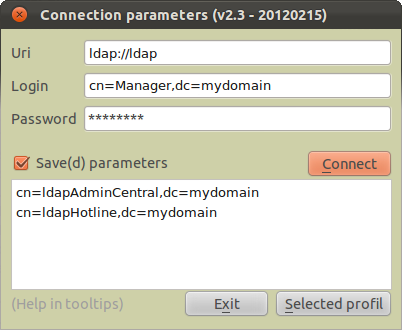 Connection parameters (v2.3 - 20120215)
Uri ldap://ldap
Login cn=Manager,dc=mydomain
Password ********
Save(d) parameters Connect
cn=ldapAdminCentral,dc=mydomain
cn=ldapHotline,dc=mydomain
(Help in tooltips) Exit Selected profil